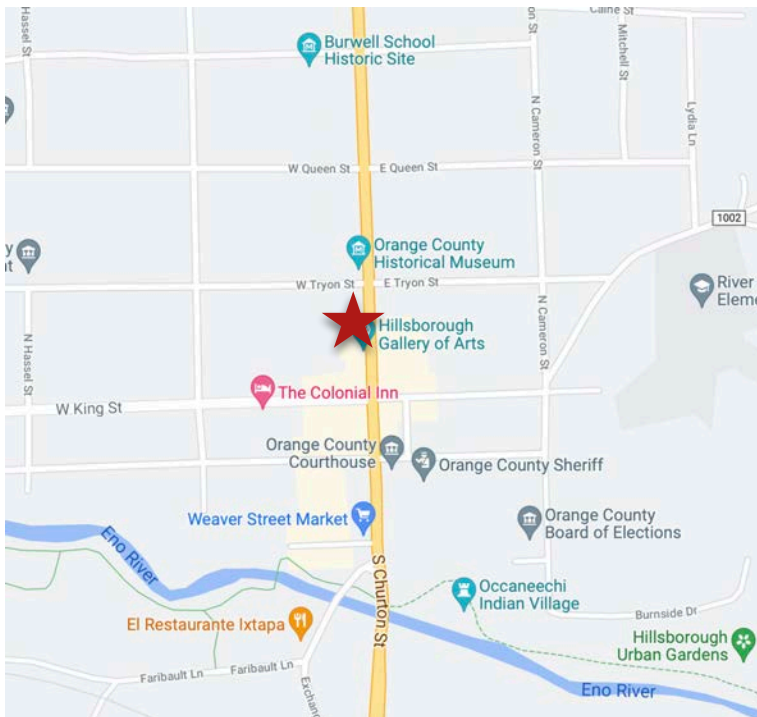 Hassel St
Burwell School
Historic Site
Caine St
Mitchell St
N Cameron St
Lydia Ln
W Queen St
E Queen St
1002
Orange County
Historical Museum
W Tryon St
E Tryon St
River
Eleme
Hillsborough
Gallery of Arts
N Hassel St
N Cameron St
The Colonial Inn
W King St
Orange County
Courthouse
Orange County Sheriff
Weaver Street Market
Orange County
Board of Elections
Eno River
S Churton St
Occaneechi
Indian Village
Burnside Dr
El Restaurante Ixtapa
Hillsborough
Urban Gardens
Faribault Ln
Faribault Ln
Eno River